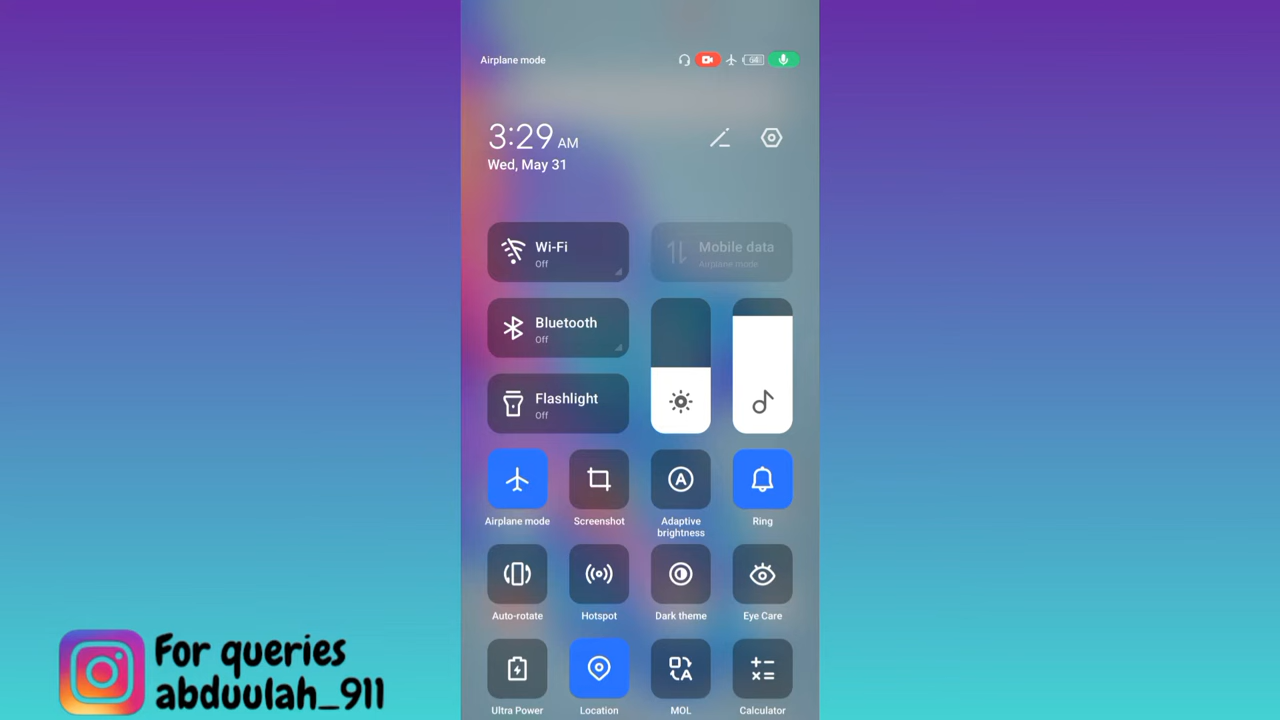 Airplane mode
3:29 AM
Wed, May 31
Wi-Fi
Off
Mobile data
Airplane mode
Bluetooth
Off
Flashlight
Off
Airplane mode
Screenshot
Adaptive
brightness
Ring
Auto-rotate
Hotspot
Dark theme
Eye Care
Ultra Power
Location
MOL
Calculator
For queries
abduulah_911